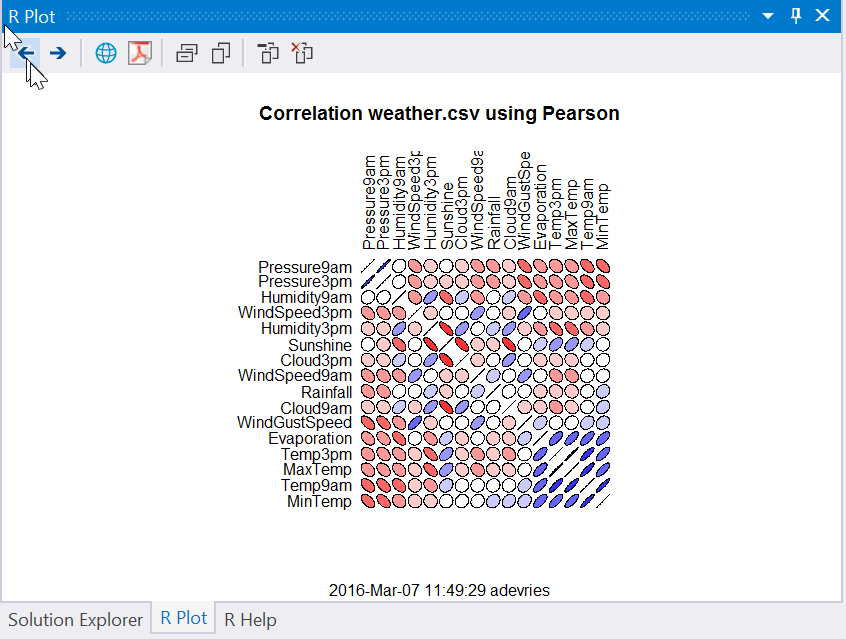 R Plot
Correlation weather.csv using Pearson
Pressure9am
Pressure3pm
Humidity9am
WindSpeed3p
Humidity3pm
Sunshine
Cloud3pm
WindSpeed9a
Rainfall
Cloud9am
WindGustSpe
Evaporation
Temp3pm
MaxTemp
Temp9am
MinTemp
Pressure9am
Pressure3pm
Humidity9am
WindSpeed3pm
Humidity3pm
Sunshine
Cloud3pm
WindSpeed9am
Rainfall
Cloud9am
WindGustSpeed
Evaporation
Temp3pm
MaxTemp
Temp9am
MinTemp
2016-Mar-07 11:49:29 adevries
Solution Explorer R Plot R Help